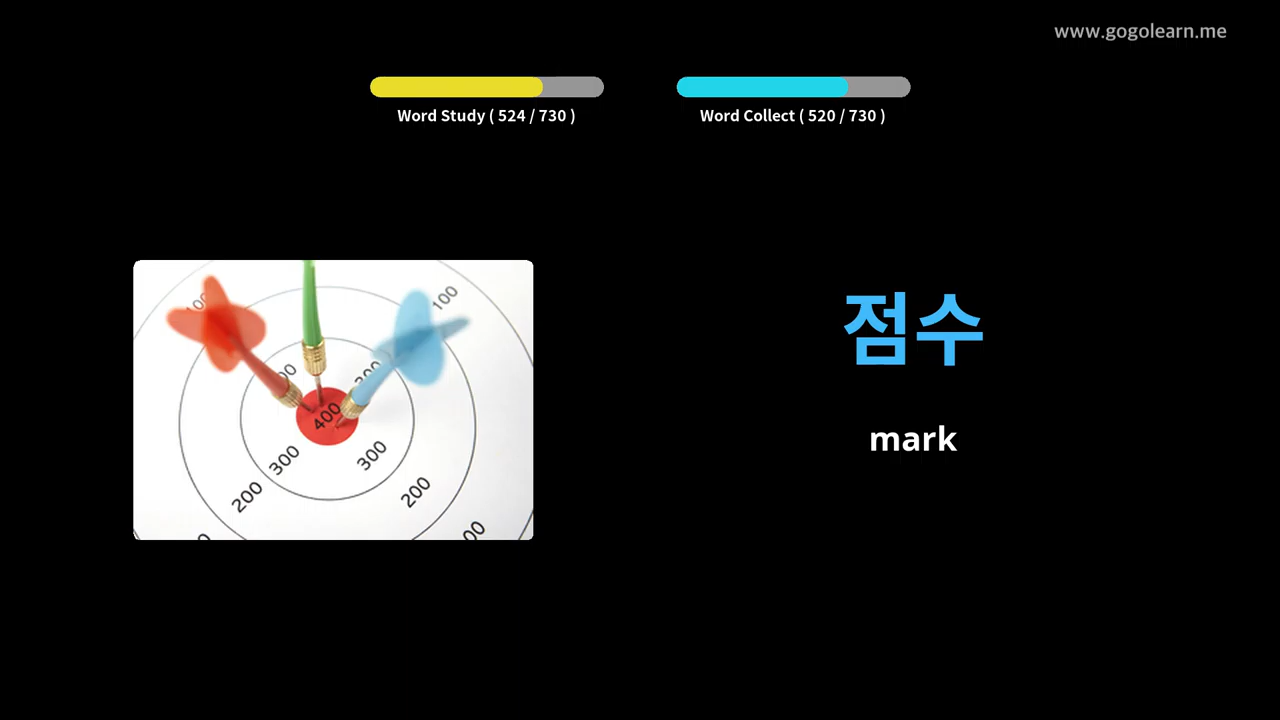 www.gogolearn.me
Word Study ( 524 / 730 )
Word Collect ( 520 / 730 )
점수
mark
100
400
300
300
200
200